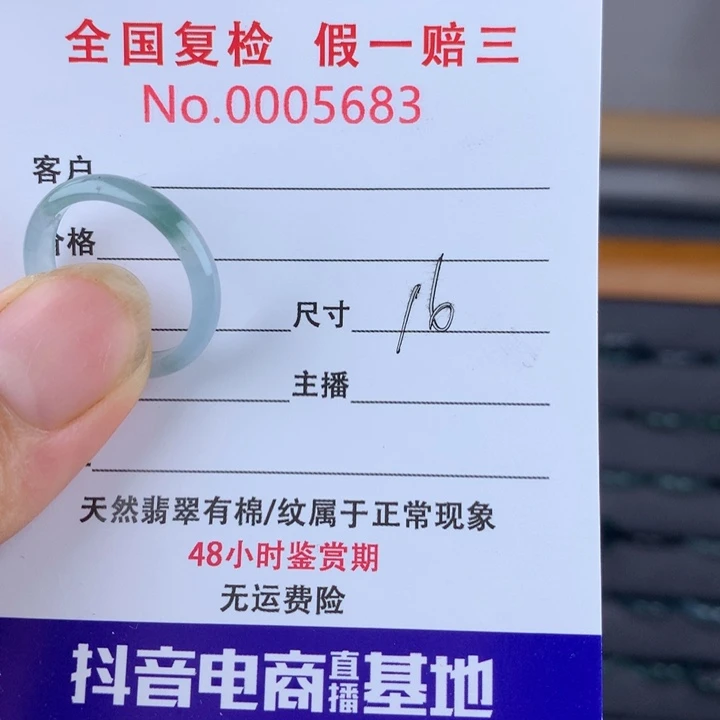 全国复检 假一赔三
No.0005683
客户
价格
尺寸 16
主播
天然翡翠有棉/纹属于正常现象
48小时鉴赏期
无运费险
抖音电商直播基地